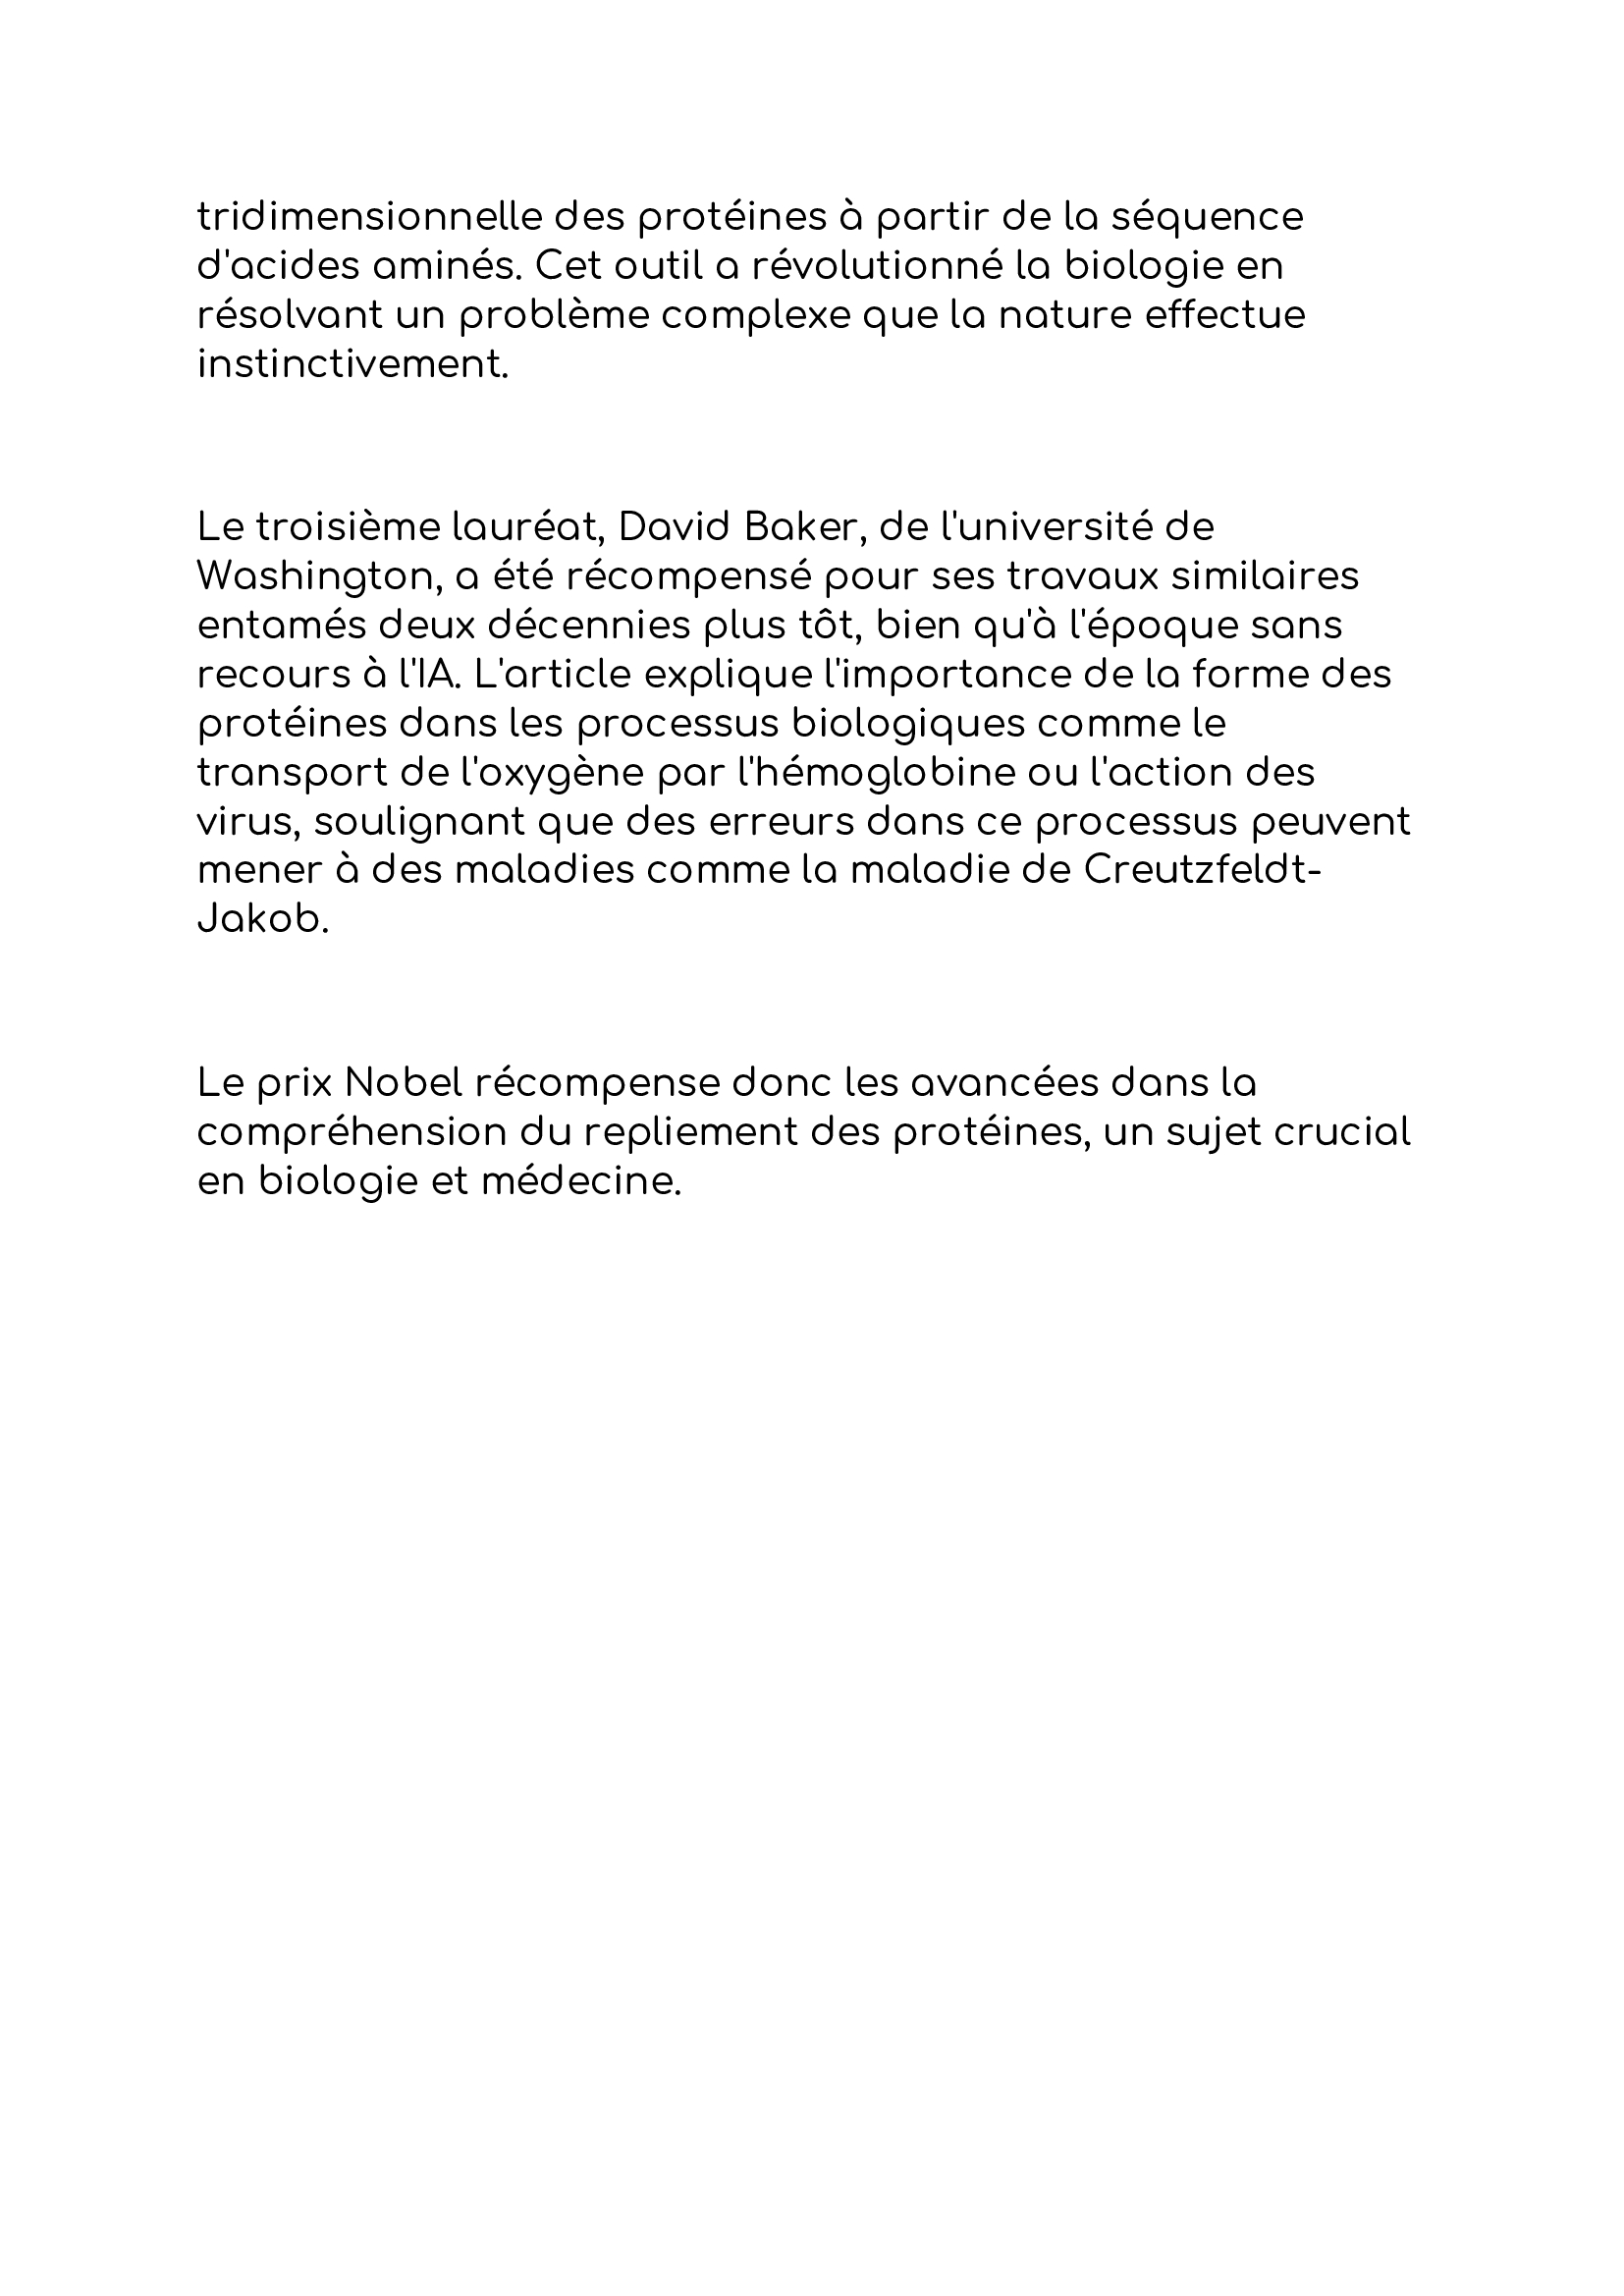 tridimensionnelle des protéines à partir de la séquence
d'acides aminés. Cet outil a révolutionné la biologie en
résolvant un problème complexe que la nature effectue
instinctivement.
Le troisième lauréat, David Baker, de l'université de
Washington, a été récompensé pour ses travaux similaires
entamés deux décennies plus tôt, bien qu'à l'époque sans
recours à l'IA. L'article explique l'importance de la forme des
protéines dans les processus biologiques comme le
transport de l'oxygène par l'hémoglobine ou l'action des
virus, soulignant que des erreurs dans ce processus peuvent
mener à des maladies comme la maladie de Creutzfeldt-
Jakob.
Le prix Nobel récompense donc les avancées dans la
compréhension du repliement des protéines, un sujet crucial
en biologie et médecine.